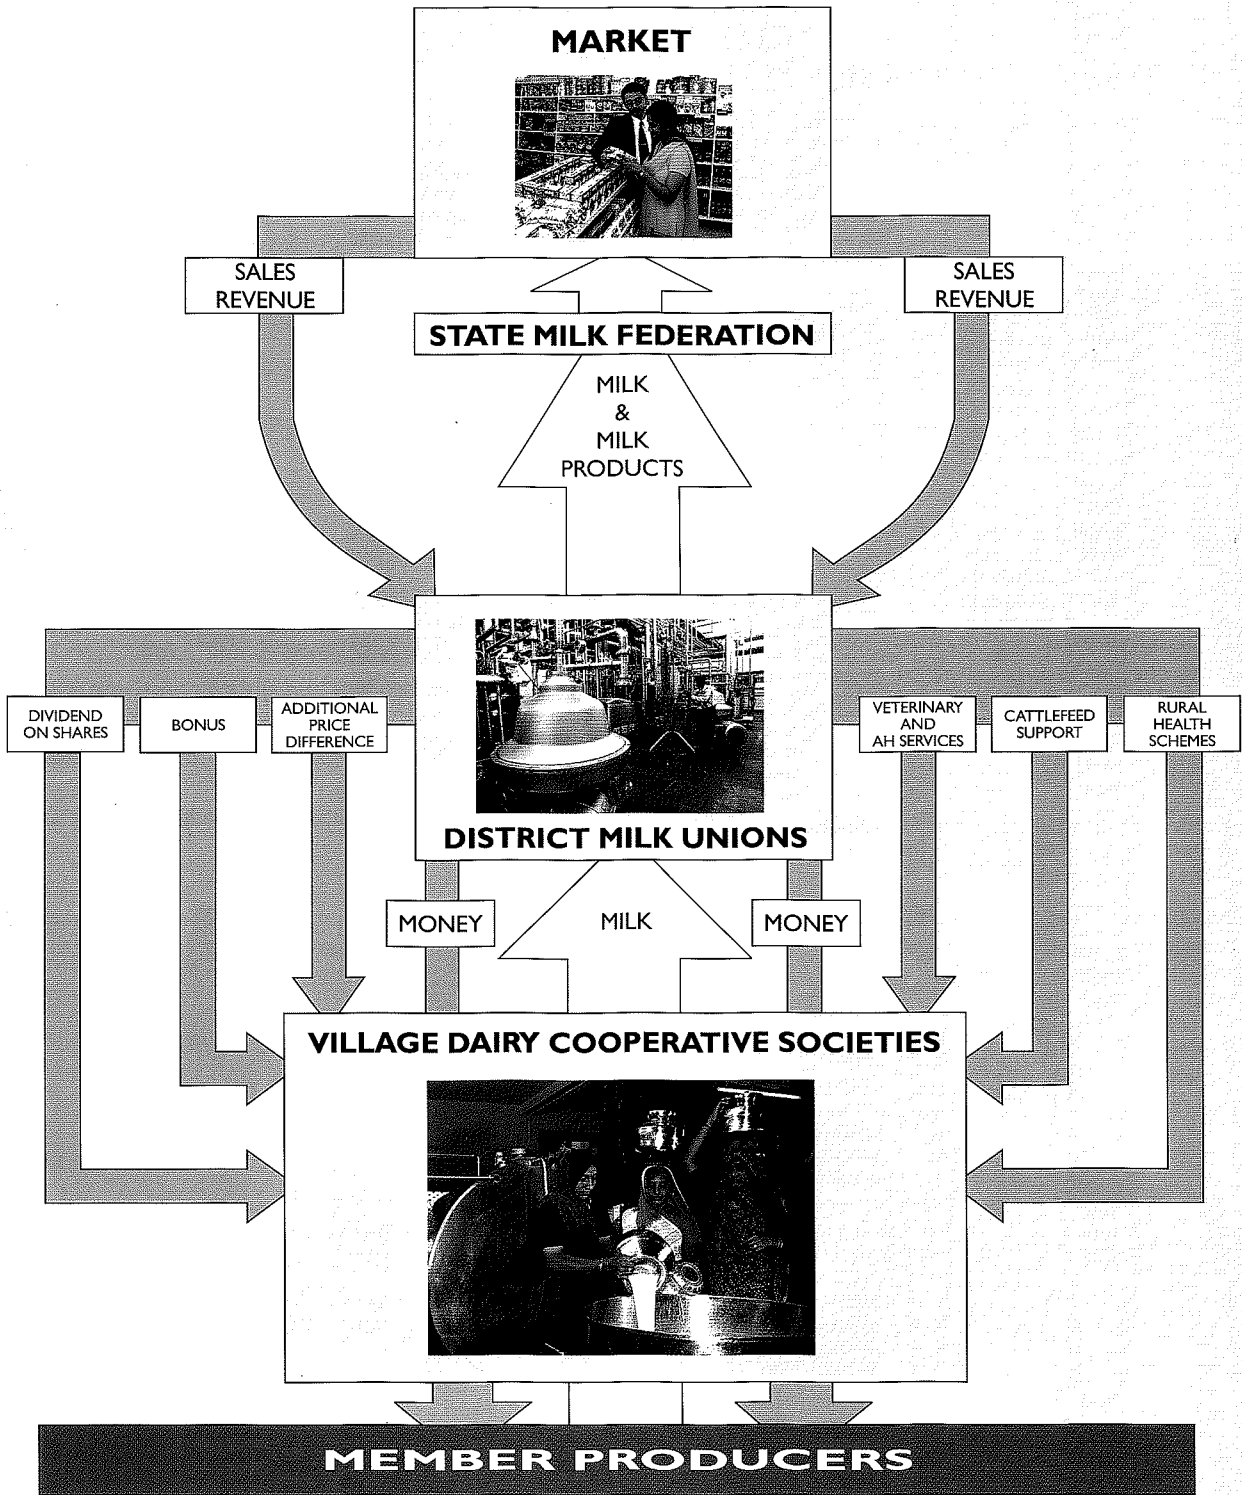 MARKET
SALES
REVENUE
SALES
REVENUE
STATE MILK FEDERATION
MILK
&
MILK
PRODUCTS
DIVIDEND
ON SHARES
BONUS
ADDITIONAL
PRICE
DIFFERENCE
VETERINARY
AND
AH SERVICES
CATTLEFEED
SUPPORT
RURAL
HEALTH
SCHEMES
DISTRICT MILK UNIONS
MONEY
MILK
MONEY
VILLAGE DAIRY COOPERATIVE SOCIETIES
MEMBER PRODUCERS